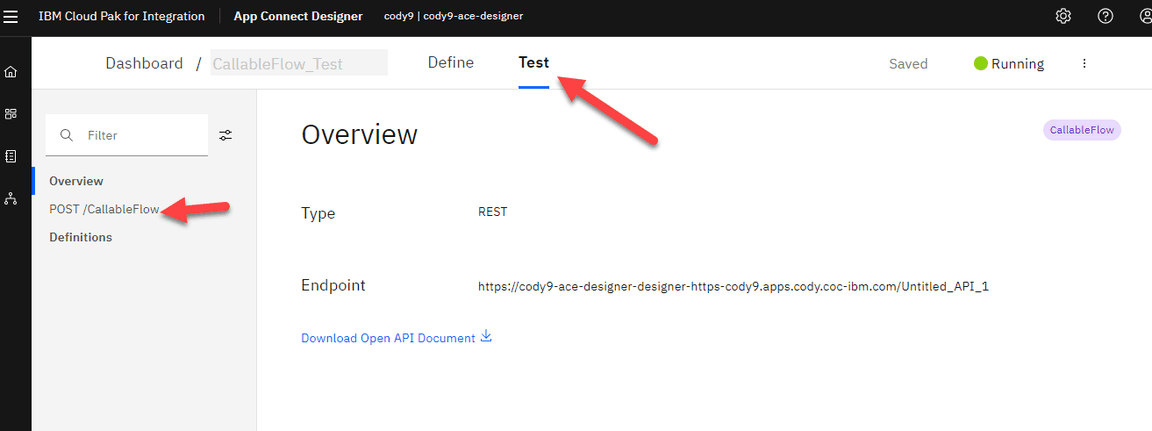 IBM Cloud Pak for Integration App Connect Designer cody9 | cody9-ace-designer
Dashboard / CallableFlow_Test Define Test Saved Running
Filter
Overview
CallableFlow
Overview
POST /CallableFlow
Definitions
Type REST
Endpoint https://cody9-ace-designer-designer-https-cody9.apps.cody.coc-ibm.com/Untitled_API_1
Download Open API Document